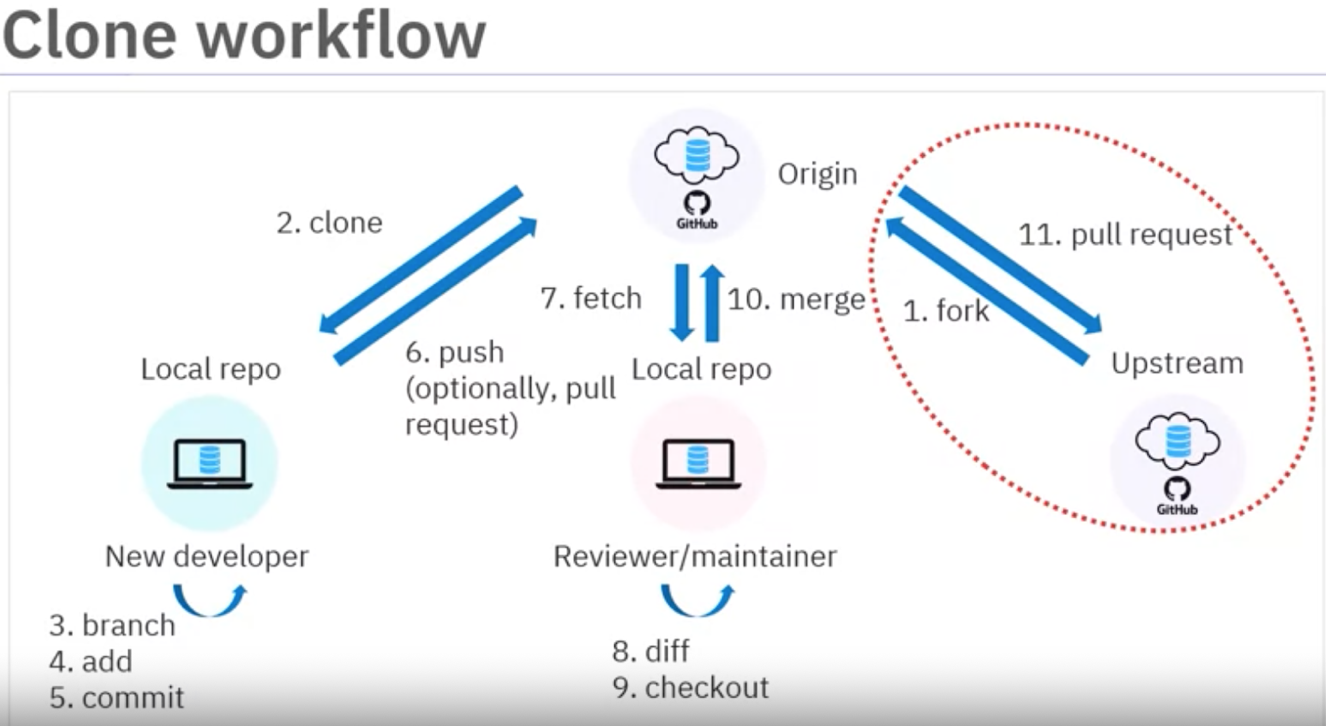 Clone workflow
Origin
GitHub
2. clone
11. pull request
7. fetch
10. merge
1. fork
6. push
(optionally, pull
request)
Local repo
Local repo
Upstream
GitHub
New developer
Reviewer/maintainer
3. branch
4. add
5. commit
8. diff
9. checkout